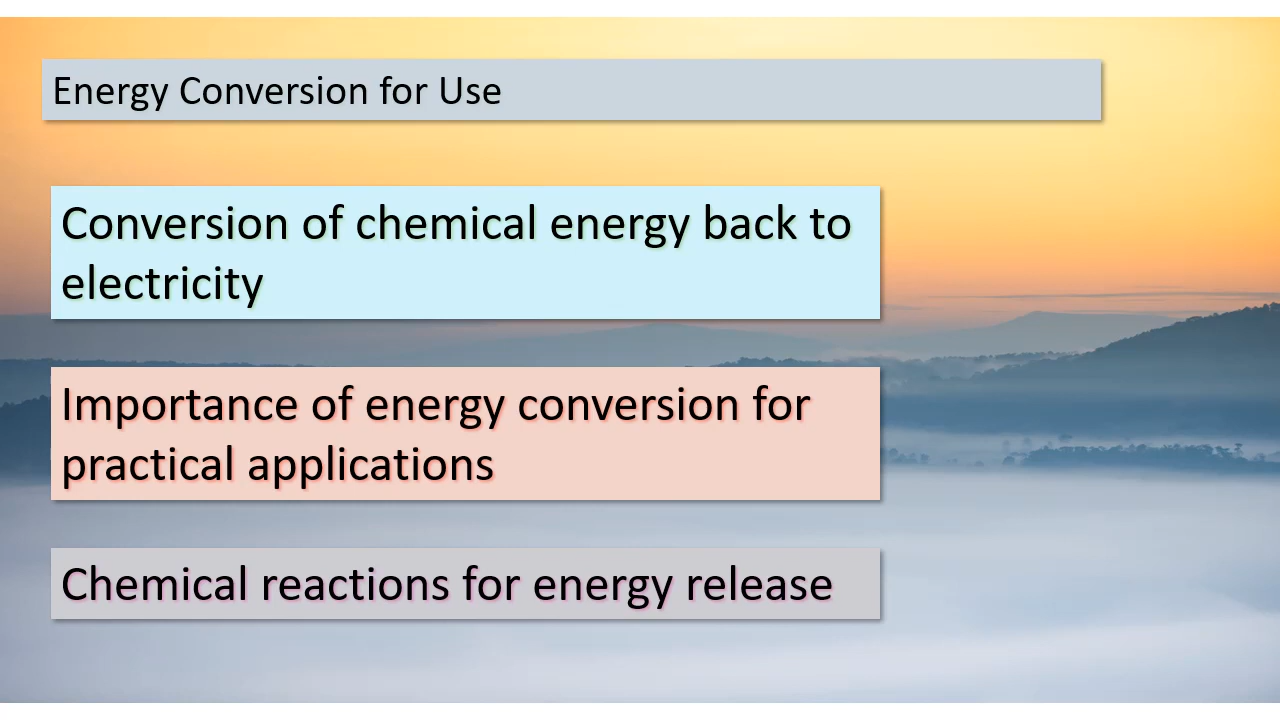 Energy Conversion for Use
Conversion of chemical energy back to
electricity
Importance of energy conversion for
practical applications
Chemical reactions for energy release